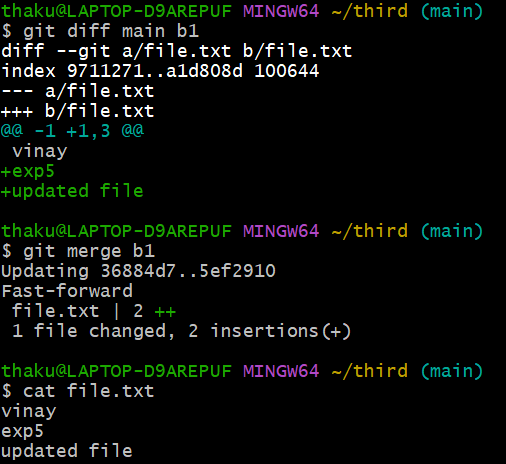 thaku@LAPTOP-D9AREPUF MINGW64 ~/third (main)
$ git diff main b1
diff --git a/file.txt b/file.txt
index 9711271..a1d808d 100644
--- a/file.txt
+++ b/file.txt
@@ -1 +1,3 @@
 vinay
+exp5
+updated file

thaku@LAPTOP-D9AREPUF MINGW64 ~/third (main)
$ git merge b1
Updating 36884d7..5ef2910
Fast-forward
 file.txt | 2 ++
 1 file changed, 2 insertions(+)

thaku@LAPTOP-D9AREPUF MINGW64 ~/third (main)
$ cat file.txt
vinay
exp5
updated file